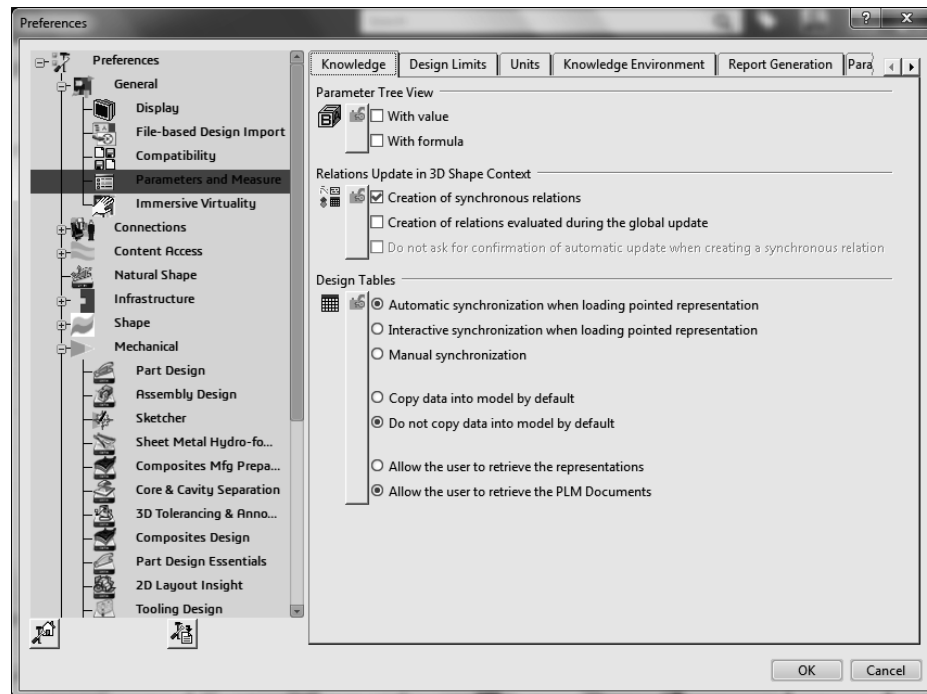 Preferences
? X
Preferences
General
Display
File-based Design Import
Compatibility
Parameters and Measure
Immersive Virtuality
Connections
Content Access
Natural Shape
Infrastructure
Shape
Mechanical
Part Design
Assembly Design
Sketcher
Sheet Metal Hydro-fo...
Composites Mfg Prepa...
Core & Cavity Separation
3D Tolerancing & Anno...
Composites Design
Part Design Essentials
2D Layout Insight
Tooling Design
Knowledge Design Limits Units Knowledge Environment Report Generation Para
Parameter Tree View
With value
With formula
Relations Update in 3D Shape Context
Creation of synchronous relations
Creation of relations evaluated during the global update
Do not ask for confirmation of automatic update when creating a synchronous relation
Design Tables
Automatic synchronization when loading pointed representation
Interactive synchronization when loading pointed representation
Manual synchronization
Copy data into model by default
Do not copy data into model by default
Allow the user to retrieve the representations
Allow the user to retrieve the PLM Documents
OK Cancel